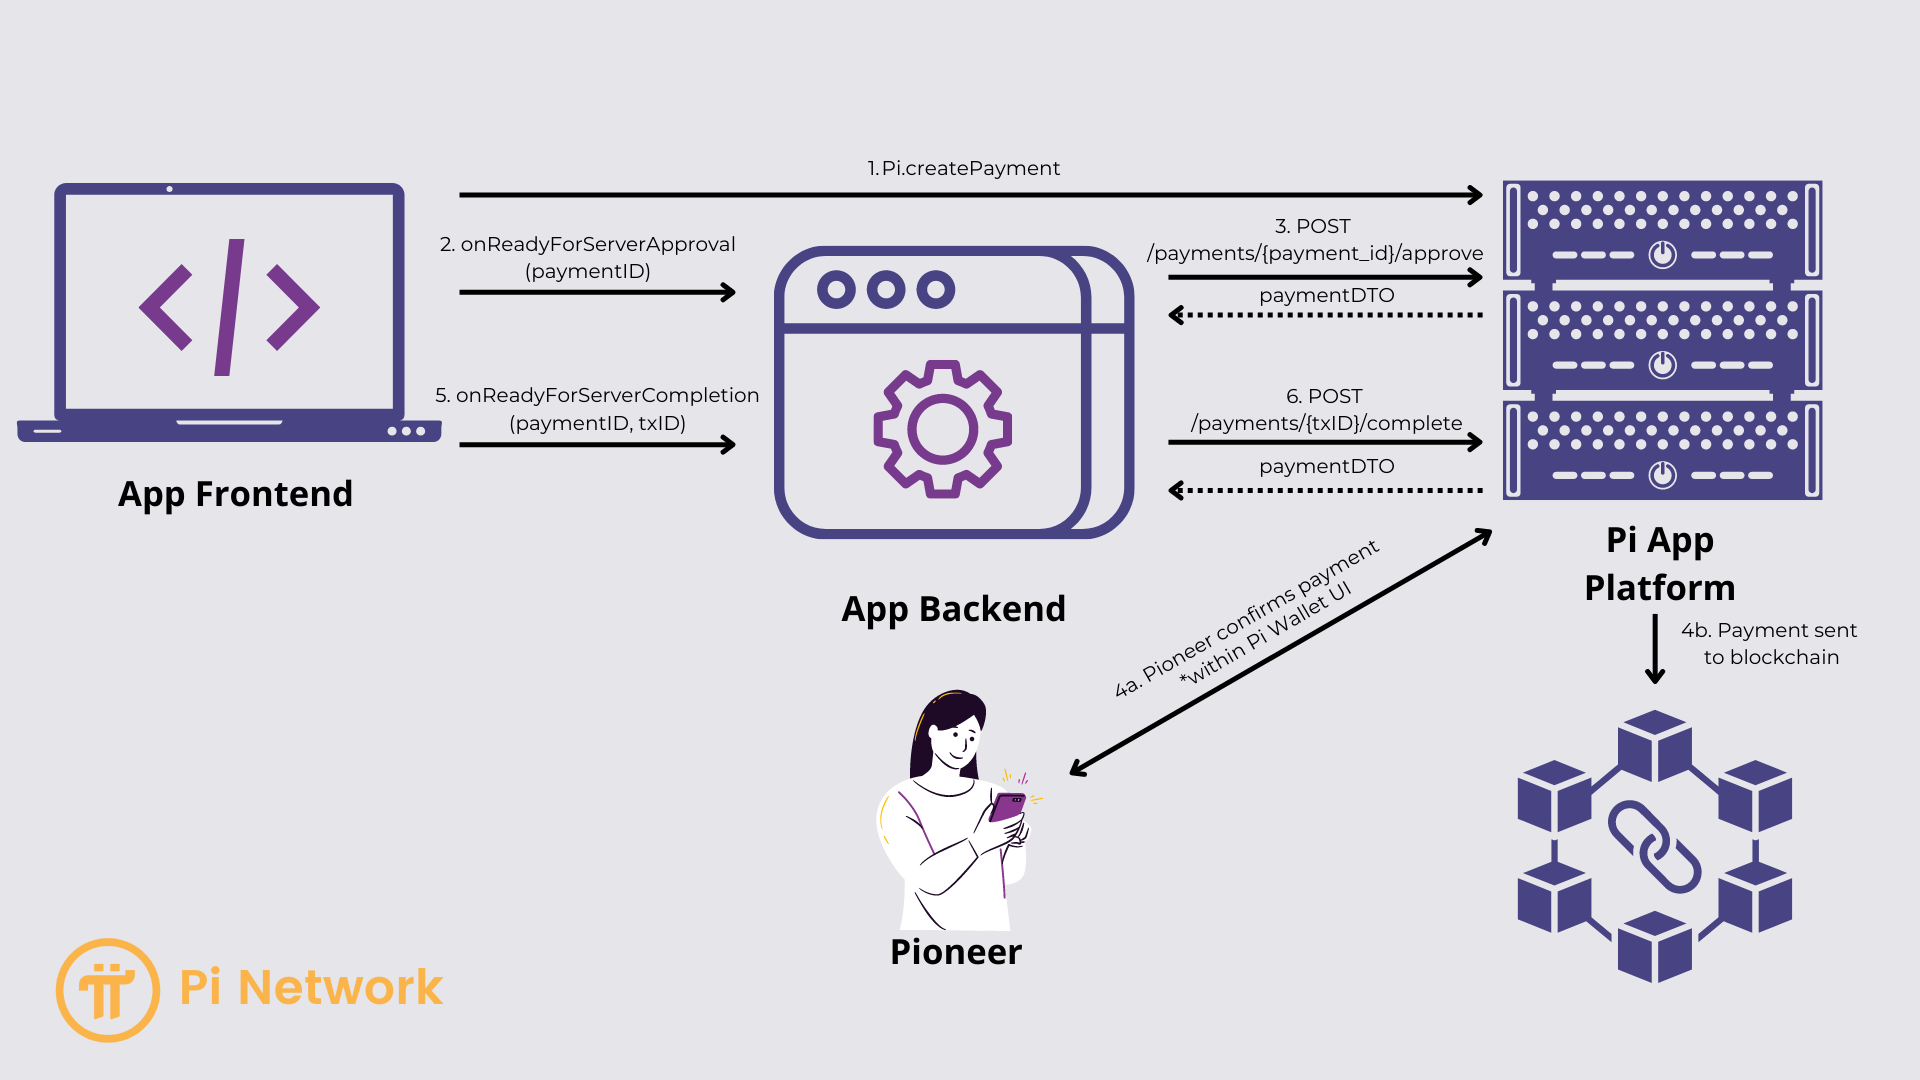 1.Pi.createPayment
2. onReadyForServerApproval
(paymentID)
3. POST
/payments/{payment_id}/approve
paymentDTO
5. onReadyForServerCompletion
(paymentID, txID)
6. POST
/payments/{txID}/complete
paymentDTO
App Frontend
App Backend
Pi App
Platform
4a. Pioneer confirms payment
*within Pi Wallet UI
4b. Payment sent
to blockchain
Pioneer
Pi Network